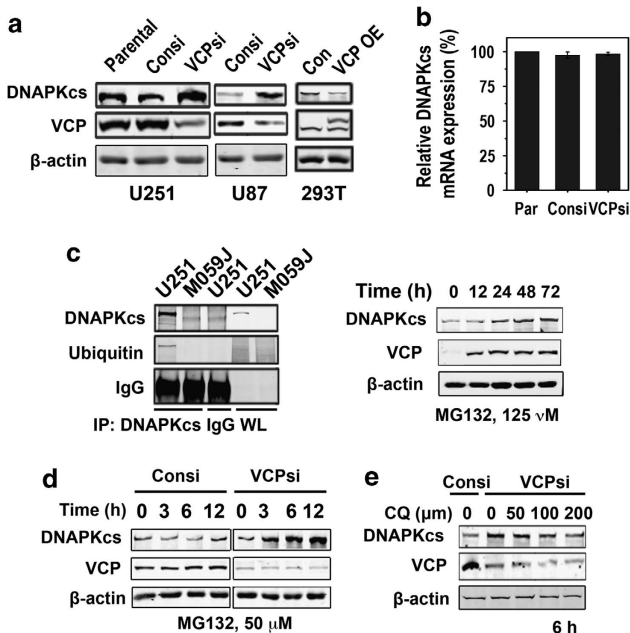 a
Parental Consi VCPsi Consi VCPsi Con VCP OE
DNAPKcs
VCP
β-actin
U251 U87 293T
b
Relative DNAPKcs
mRNA expression (%)
100
75
50
25
0
Par Consi VCPsi
c
U251 M059J U251 U251 M059J
DNAPKcs
Ubiquitin
IgG
IP: DNAPKcs IgG WL
Time (h) 0 12 24 48 72
DNAPKcs
VCP
β-actin
MG132, 125 νM
d
Consi VCPsi
Time (h) 0 3 6 12 0 3 6 12
DNAPKcs
VCP
β-actin
MG132, 50 μM
e
Consi VCPsi
CQ (μm) 0 0 50 100 200
DNAPKcs
VCP
β-actin
6 h